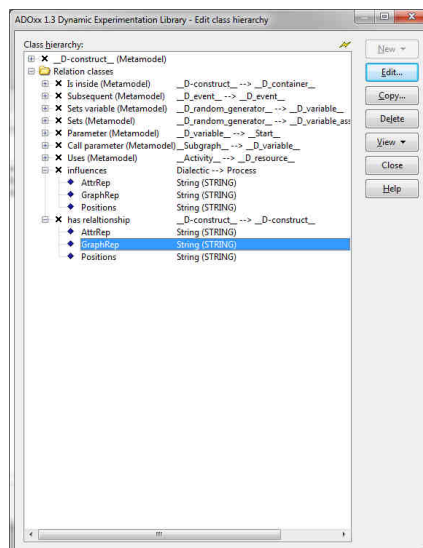 ADOxx 1.3 Dynamic Experimentation Library - Edit class hierarchy
Class hierarchy:
__D-construct__ (Metamodel)
Relation classes
Is inside (Metamodel) __D-construct__ --> __D_container__
Subsequent (Metamodel) __D_event__ --> __D_event__
Sets variable (Metamodel) __D_random_generator__ --> __D_variable__
Sets (Metamodel) __D_random_generator__ --> __D_variable_ass
Parameter (Metamodel) __D_variable__ --> __Start__
Call parameter (Metamodel) __Subgraph__ --> __D_variable__
Uses (Metamodel) __Activity__ --> __D_resource__
influences Dialectic --> Process
AttrRep String (STRING)
GraphRep String (STRING)
Positions String (STRING)
has relaltionship __D-construct__ --> __D-construct__
AttrRep String (STRING)
GraphRep String (STRING)
Positions String (STRING)
New
Edit...
Copy...
Delete
View
Close
Help